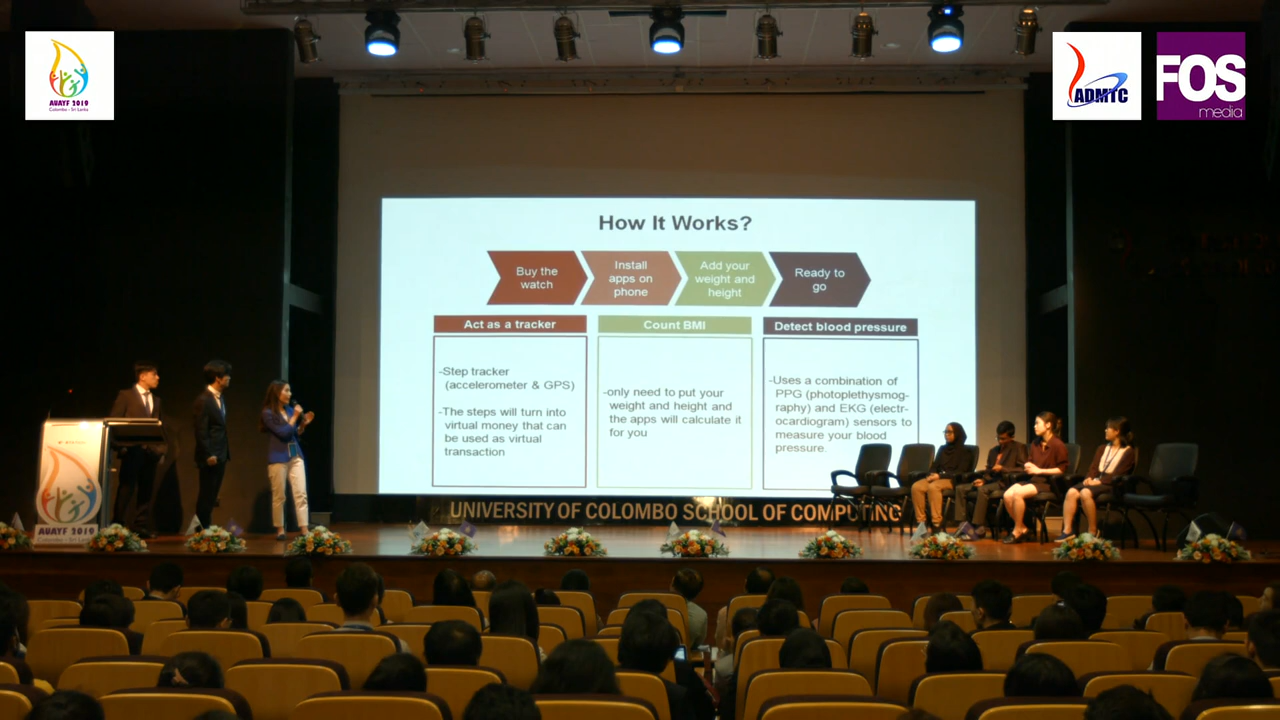 AUAYF 2019
Colombo - Sri Lanka
ADMTC
FOS
media
How It Works?
Buy the
watch
Install
apps on
phone
Add your
weight and
height
Ready to
go
Act as a tracker
-Step tracker
(accelerometer & GPS)
-The steps will turn into
virtual money that can
be used as virtual
transaction
Count BMI
-only need to put your
weight and height and
the apps will calculate it
for you
Detect blood pressure
-Uses a combination of
PPG (photoplethysmog-
raphy) and EKG (electr-
ocardiogram) sensors to
measure your blood
pressure.
AUAYF 2019
UNIVERSITY OF COLOMBO SCHOOL OF COMPUTING